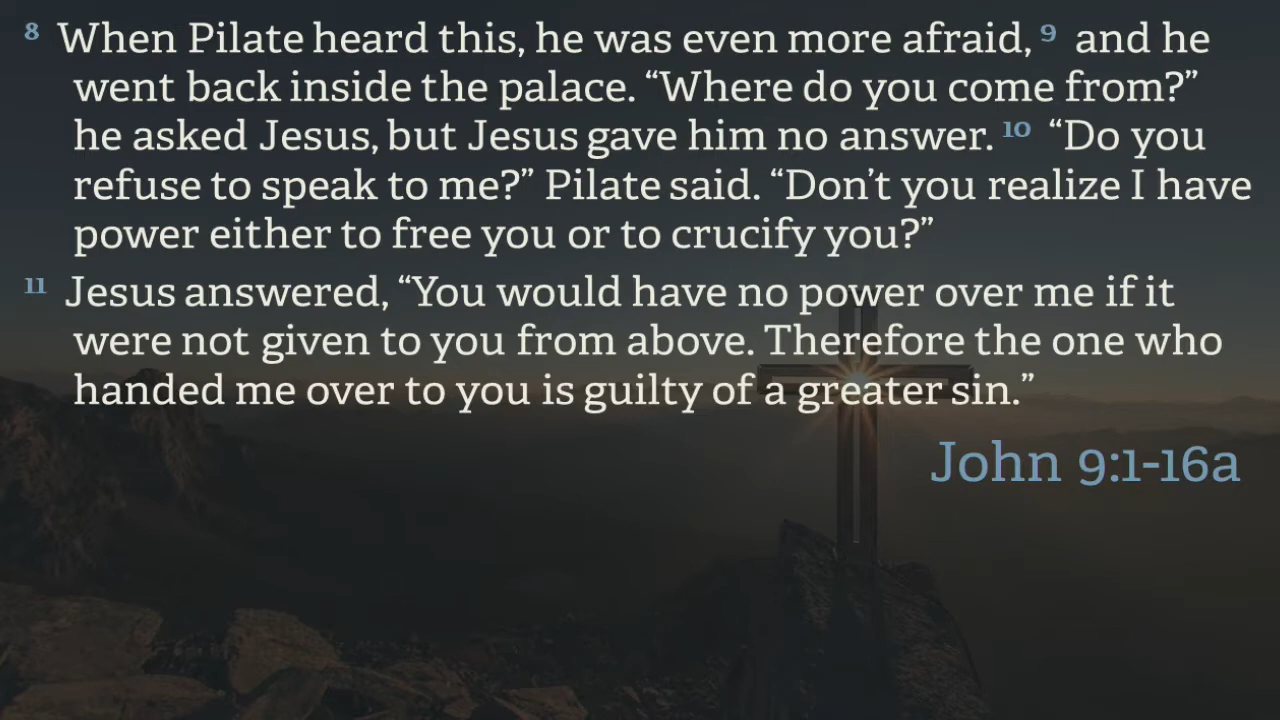 8 When Pilate heard this, he was even more afraid, 9 and he
went back inside the palace. “Where do you come from?”
he asked Jesus, but Jesus gave him no answer. 10 “Do you
refuse to speak to me?” Pilate said. “Don’t you realize I have
power either to free you or to crucify you?”
11 Jesus answered, “You would have no power over me if it
were not given to you from above. Therefore the one who
handed me over to you is guilty of a greater sin.”
John 9:1-16a